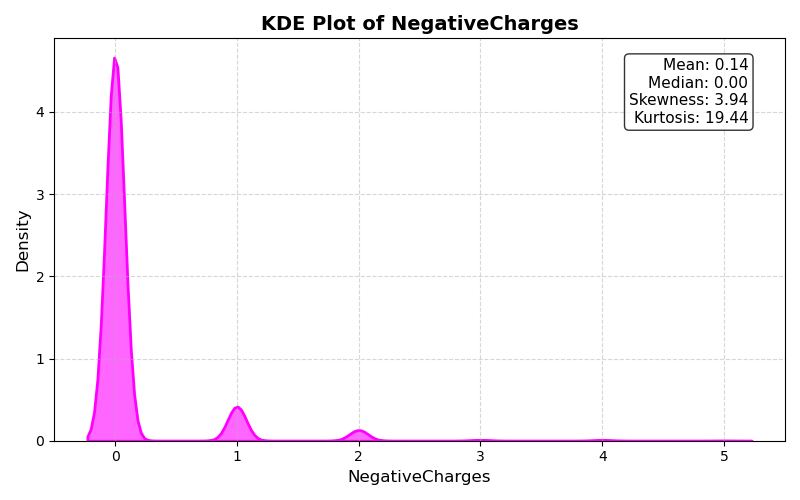 KDE Plot of NegativeCharges
Mean: 0.14
Median: 0.00
Skewness: 3.94
Kurtosis: 19.44
Density
4
3
2
1
0
0 1 2 3 4 5
NegativeCharges